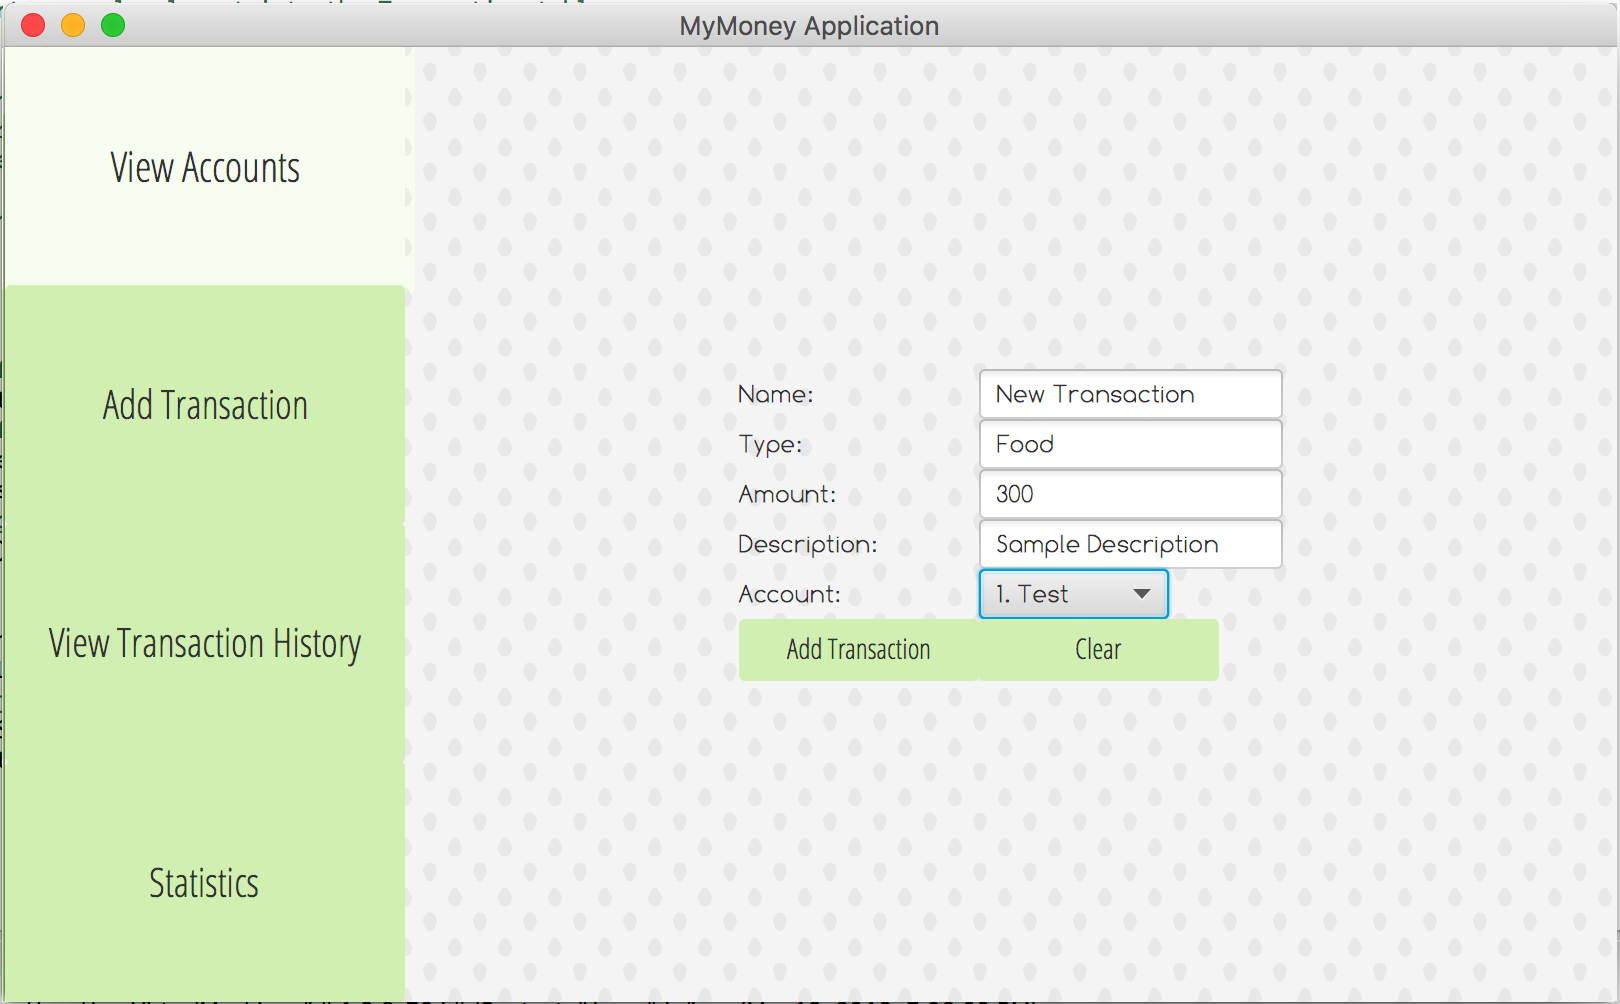 MyMoney Application
View Accounts
Add Transaction
View Transaction History
Statistics
Name: New Transaction
Type: Food
Amount: 300
Description: Sample Description
Account: 1. Test
Add Transaction Clear